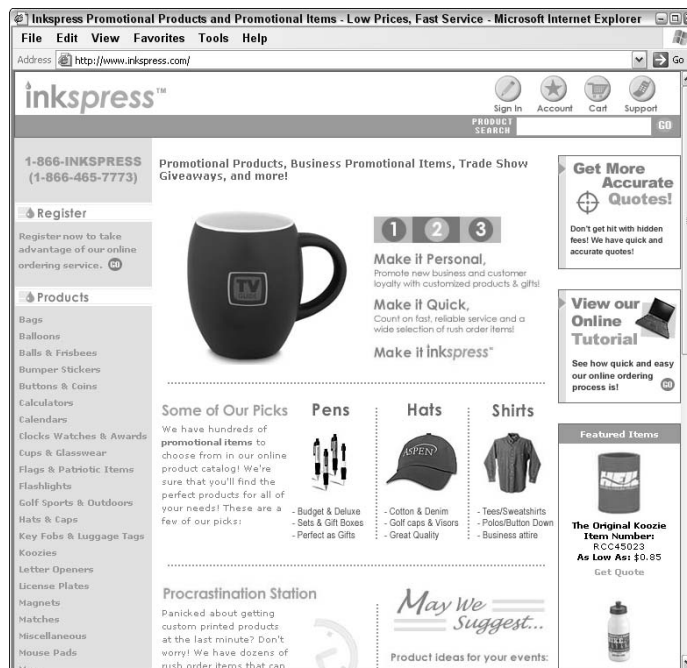 Inkspress Promotional Products and Promotional Items - Low Prices, Fast Service - Microsoft Internet Explorer
File Edit View Favorites Tools Help
Address http://www.inkspress.com/ Go
inkspress™
Sign In Account Cart Support
PRODUCT SEARCH GO
1-866-INKSPRESS
(1-866-465-7773)
Register
Register now to take
advantage of our online
ordering service. GO
Products
Bags
Balloons
Balls & Frisbees
Bumper Stickers
Buttons & Coins
Calculators
Calendars
Clocks Watches & Awards
Cups & Glasswear
Flags & Patriotic Items
Flashlights
Golf Sports & Outdoors
Hats & Caps
Key Fobs & Luggage Tags
Koozies
Letter Openers
License Plates
Magnets
Matches
Miscellaneous
Mouse Pads
Promotional Products, Business Promotional Items, Trade Show
Giveaways, and more!
TV
1 2 3
Make it Personal,
Promote new business and customer
loyalty with customized products & gifts!
Make it Quick,
Count on fast, reliable service and a
wide selection of rush order items!
Make it inkspress™
Some of Our Picks
We have hundreds of
promotional items to
choose from in our online
product catalog! We're
sure that you'll find the
perfect products for all of
your needs! These are a
few of our picks:
Pens
- Budget & Deluxe
- Sets & Gift Boxes
- Perfect as Gifts
Hats
ASPEN
- Cotton & Denim
- Golf caps & Visors
- Great Quality
Shirts
- Tees/Sweatshirts
- Polos/Button Down
- Business attire
Procrastination Station
Panicked about getting
custom printed products
at the last minute? Don't
worry! We have dozens of
rush order items that can
May We
Suggest...
Product ideas for your events:
Get More
Accurate
Quotes!
Don't get hit with hidden
fees! We have quick and
accurate quotes!
View our
Online
Tutorial
See how quick and easy
our online ordering
process is! GO
Featured Items
The Original Koozie
Item Number:
RCC45023
As Low As: $0.85
Get Quote